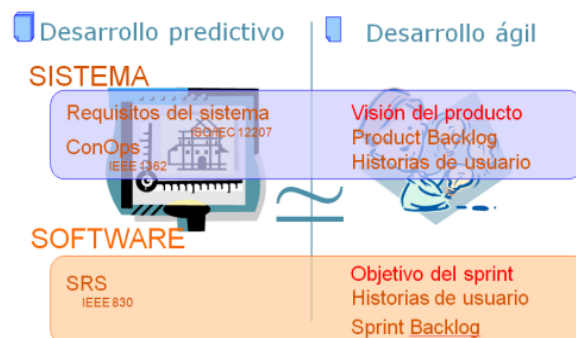 Desarrollo predictivo
Desarrollo ágil
SISTEMA
Requisitos del sistema
ISO/IEC 12207
ConOps
IEEE 1362
Visión del producto
Product Backlog
Historias de usuario
≃
SOFTWARE
SRS
IEEE 830
Objetivo del sprint
Historias de usuario
Sprint Backlog